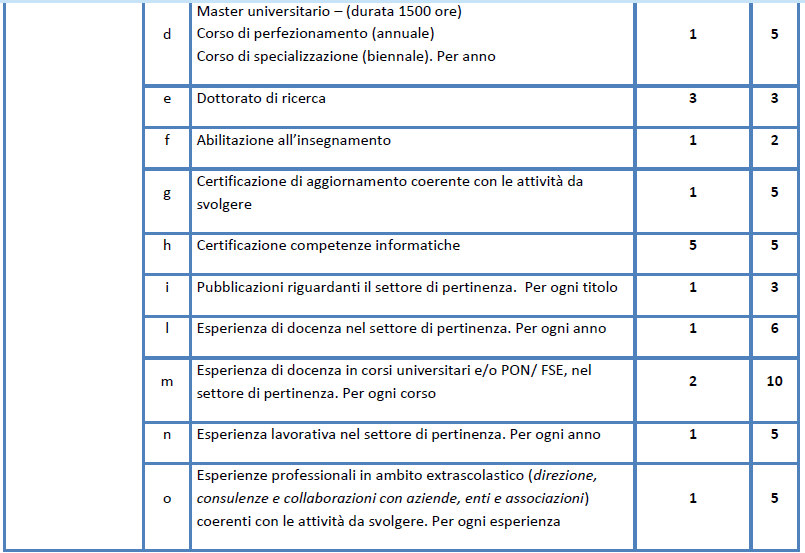 Master universitario – (durata 1500 ore)
d Corso di perfezionamento (annuale) 1 5
Corso di specializzazione (biennale). Per anno
e Dottorato di ricerca 3 3
f Abilitazione all’insegnamento 1 2
Certificazione di aggiornamento coerente con le attività da
g 1 5
svolgere
h Certificazione competenze informatiche 5 5
i Pubblicazioni riguardanti il settore di pertinenza. Per ogni titolo 1 3
l Esperienza di docenza nel settore di pertinenza. Per ogni anno 1 6
Esperienza di docenza in corsi universitari e/o PON/ FSE, nel
m 2 10
settore di pertinenza. Per ogni corso
n Esperienza lavorativa nel settore di pertinenza. Per ogni anno 1 5
Esperienze professionali in ambito extrascolastico (direzione,
o consulenze e collaborazioni con aziende, enti e associazioni) 1 5
coerenti con le attività da svolgere. Per ogni esperienza